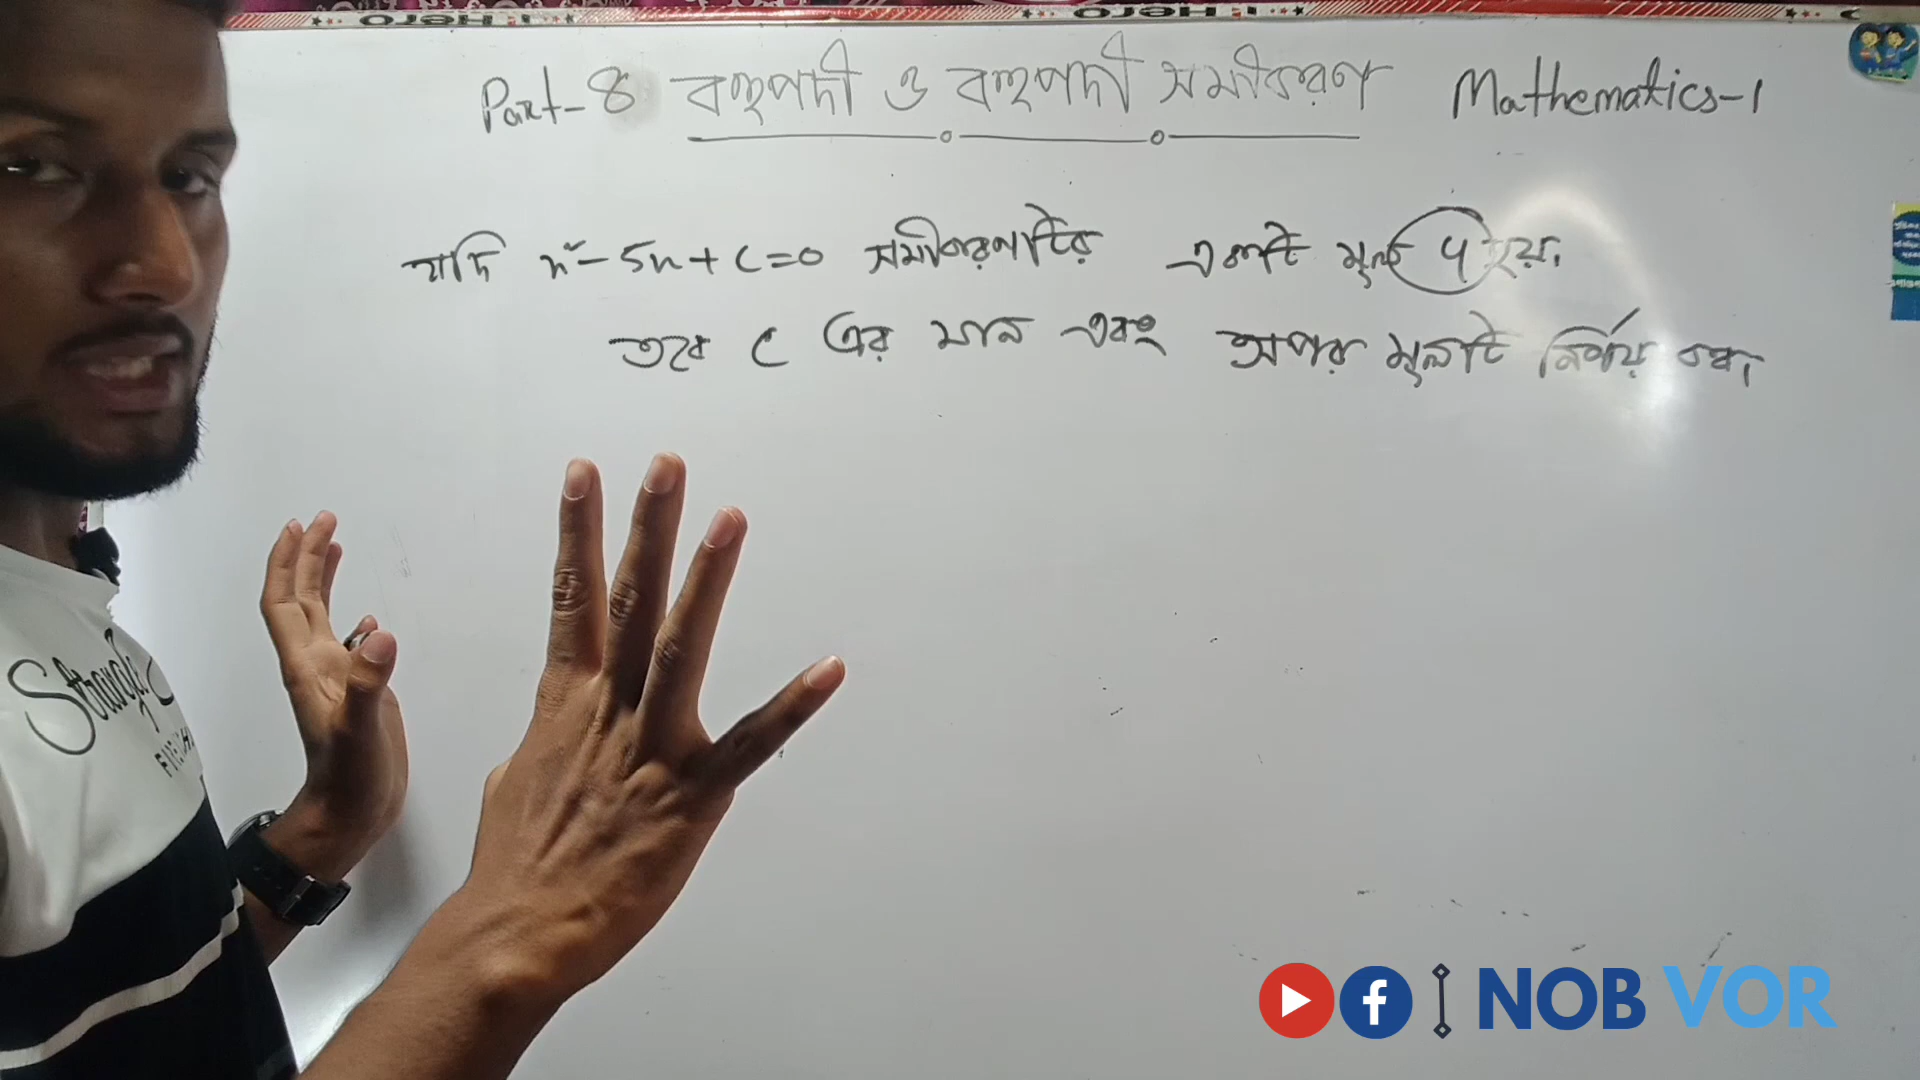 Part-8 বহুপদী ও বহুপদী সমীকরণ Mathematics-1
যদি x²-5x+c=0 সমীকরণটির একটি মূল 4 হয়।
তবে c এর মান এবং অপর মূলটি নির্ণয় কর।
NOB VOR